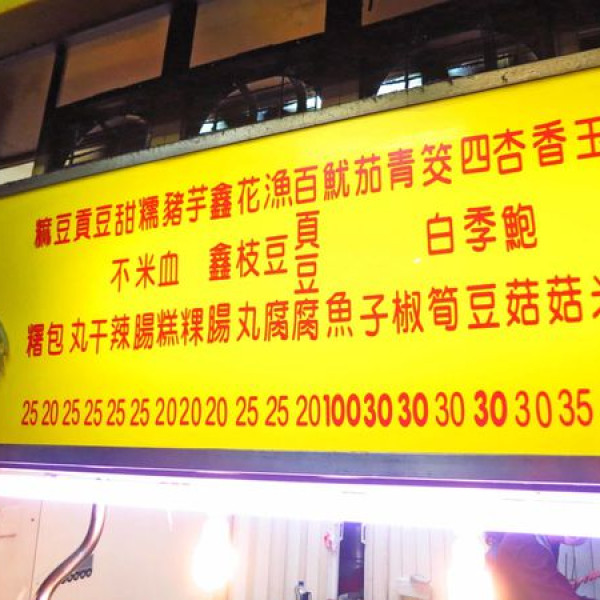 玉米
香菇 35
杏鮑菇 30
四季豆 30
筊白筍 30
青椒 30
茄子 30
魷魚 100
百頁豆腐 20
漁豆腐 25
花枝丸 25
鑫鑫腸 20
芋粿 20
豬血糕 20
糯米腸 25
甜不辣 25
豆干 25
貢丸 25
豆包 20
麻糬 25